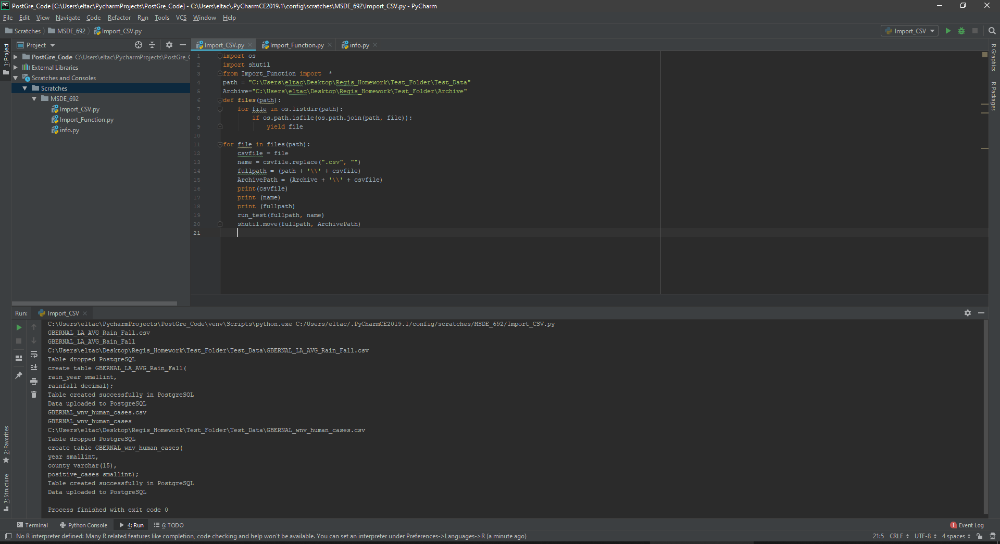 PC PostGre_Code [C:\Users\eltac\PycharmProjects\PostGre_Code] - C:\Users\eltac\.PyCharmCE2019.1\config\scratches\MSDE_692\Import_CSV.py - PyCharm
File Edit View Navigate Code Refactor Run Tools VCS Window Help
Scratches MSDE_692 Import_CSV.py
Import_CSV
Project
Import_CSV.py
Import_Function.py
info.py
1: Project
PostGre_Code C:\Users\eltac\PycharmProjects\PostGre_C
External Libraries
Scratches and Consoles
Scratches
MSDE_692
Import_CSV.py
Import_Function.py
info.py
1 import os
2 import shutil
3 from Import_Function import  *
4 path = "C:\Users\eltac\Desktop\Regis_Homework\Test_Folder\Test_Data"
5 Archive="C:\Users\eltac\Desktop\Regis_Homework\Test_Folder\Archive"
6 def files(path):
7     for file in os.listdir(path):
8         if os.path.isfile(os.path.join(path, file)):
9             yield file
10
11 for file in files(path):
12     csvfile = file
13     name = csvfile.replace(".csv", "")
14     fullpath = (path + '\\' + csvfile)
15     ArchivePath = (Archive + '\\' + csvfile)
16     print(csvfile)
17     print (name)
18     print (fullpath)
19     run_test(fullpath, name)
20     shutil.move(fullpath, ArchivePath)
21
R Graphics
R Packages
Run: Import_CSV
C:\Users\eltac\PycharmProjects\PostGre_Code\venv\Scripts\python.exe C:/Users/eltac/.PyCharmCE2019.1/config/scratches/MSDE_692/Import_CSV.py
GBERNAL_LA_AVG_Rain_Fall.csv
GBERNAL_LA_AVG_Rain_Fall
C:\Users\eltac\Desktop\Regis_Homework\Test_Folder\Test_Data\GBERNAL_LA_AVG_Rain_Fall.csv
Table dropped PostgreSQL
create table GBERNAL_LA_AVG_Rain_Fall(
rain_year smallint,
rainfall decimal);
Table created successfully in PostgreSQL
Data uploaded to PostgreSQL
GBERNAL_wnv_human_cases.csv
GBERNAL_wnv_human_cases
C:\Users\eltac\Desktop\Regis_Homework\Test_Folder\Test_Data\GBERNAL_wnv_human_cases.csv
Table dropped PostgreSQL
create table GBERNAL_wnv_human_cases(
year smallint,
county varchar(15),
positive_cases smallint);
Table created successfully in PostgreSQL
Data uploaded to PostgreSQL
Process finished with exit code 0
2: Favorites
7: Structure
Terminal Python Console 4: Run 6: TODO
1 Event Log
No R interpreter defined: Many R related features like completion, code checking and help won't be available. You can set an interpreter under Preferences->Languages->R (a minute ago)
21:5 CRLF UTF-8 4 spaces